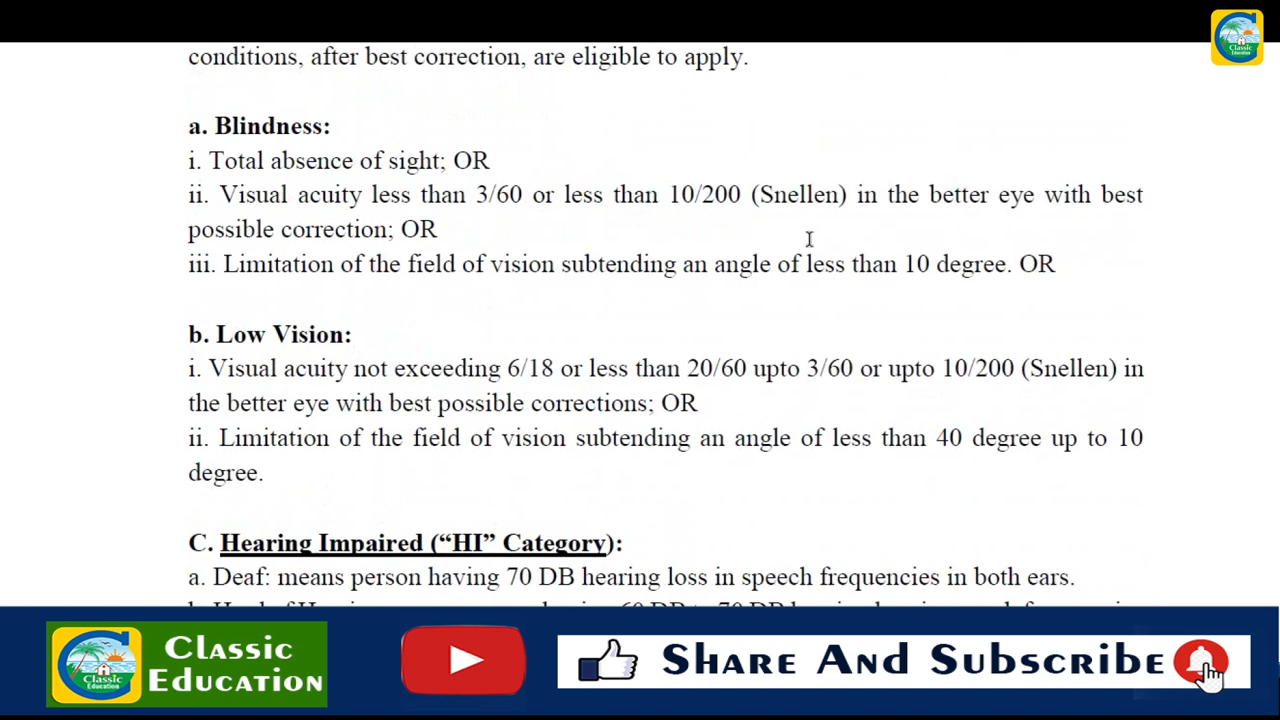 Classic
Education
conditions, after best correction, are eligible to apply.
a. Blindness:
i. Total absence of sight; OR
ii. Visual acuity less than 3/60 or less than 10/200 (Snellen) in the better eye with best
possible correction; OR
iii. Limitation of the field of vision subtending an angle of less than 10 degree. OR
b. Low Vision:
i. Visual acuity not exceeding 6/18 or less than 20/60 upto 3/60 or upto 10/200 (Snellen) in
the better eye with best possible corrections; OR
ii. Limitation of the field of vision subtending an angle of less than 40 degree up to 10
degree.
C. Hearing Impaired (“HI” Category):
a. Deaf: means person having 70 DB hearing loss in speech frequencies in both ears.
Classic
Education
Classic
Education
Share And Subscribe